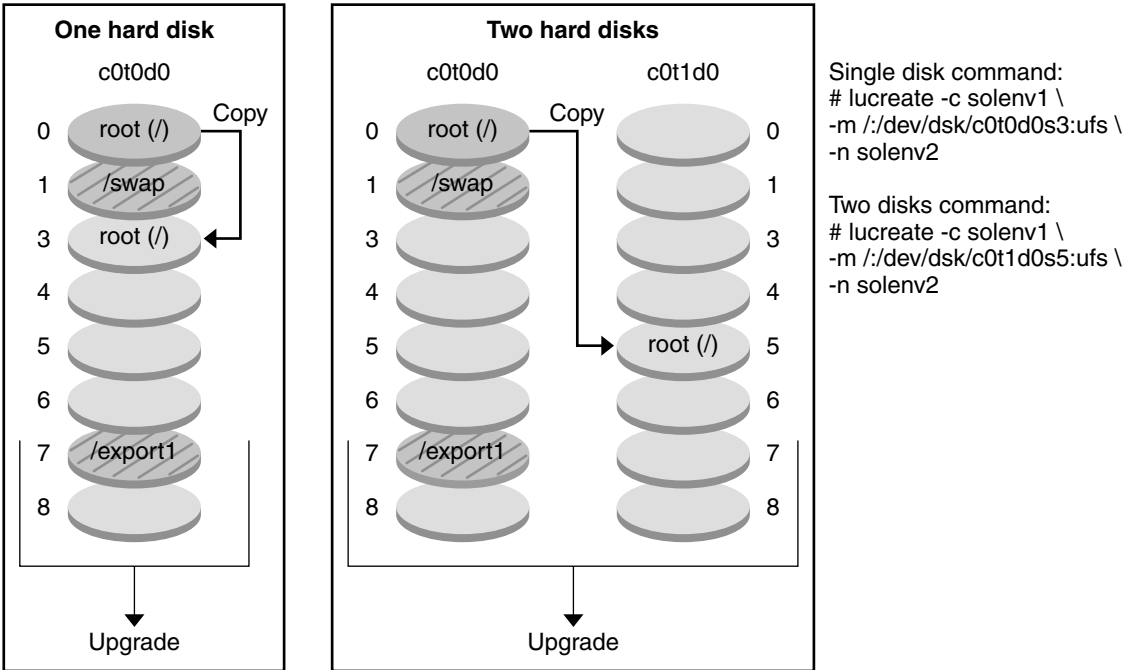 One hard disk
c0t0d0
0
root (/)
Copy
1
/swap
3
root (/)
4
5
6
7
/export1
8
Upgrade
Two hard disks
c0t0d0
c0t1d0
0
root (/)
Copy
0
1
/swap
1
3
3
4
4
5
root (/)
5
6
6
7
/export1
7
8
8
Upgrade
Single disk command:
# lucreate -c solenv1 \
-m /:/dev/dsk/c0t0d0s3:ufs \
-n solenv2
Two disks command:
# lucreate -c solenv1 \
-m /:/dev/dsk/c0t1d0s5:ufs \
-n solenv2